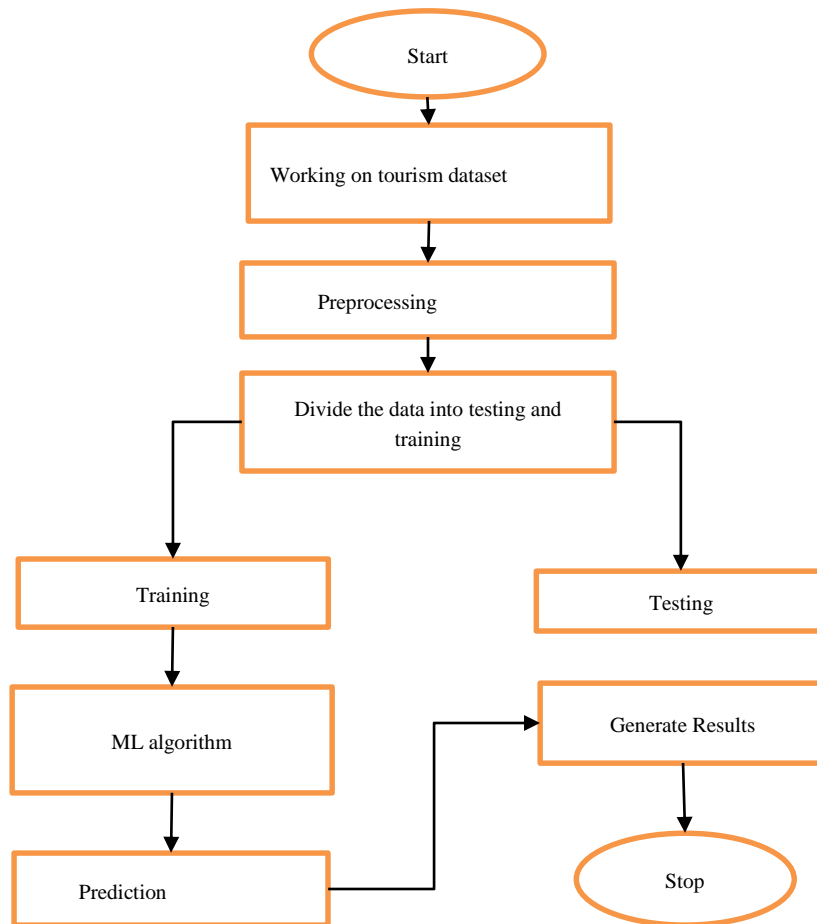 Start
Working on tourism dataset
Preprocessing
Divide the data into testing and
training
Training
Testing
ML algorithm
Generate Results
Prediction
Stop